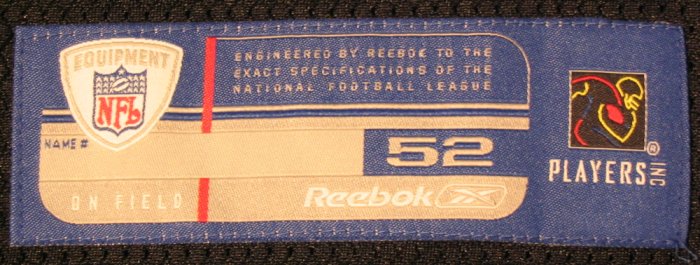 EQUIPMENT
NFL
ENGINEERED BY REEBOK TO THE
EXACT SPECIFICATIONS OF THE
NATIONAL FOOTBALL LEAGUE
NAME #
52
ON FIELD
Reebok
®
PLAYERS INC